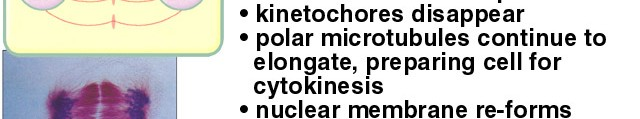 • kinetochores disappear
• polar microtubules continue to
elongate, preparing cell for
cytokinesis
• nuclear membrane re-forms